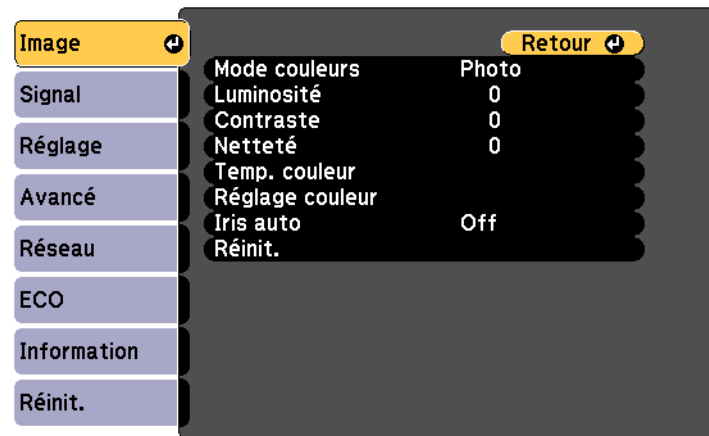 Image
Signal
Réglage
Avancé
Réseau
ECO
Information
Réinit.
Retour
Mode couleurs Photo
Luminosité 0
Contraste 0
Netteté 0
Temp. couleur
Réglage couleur
Iris auto Off
Réinit.